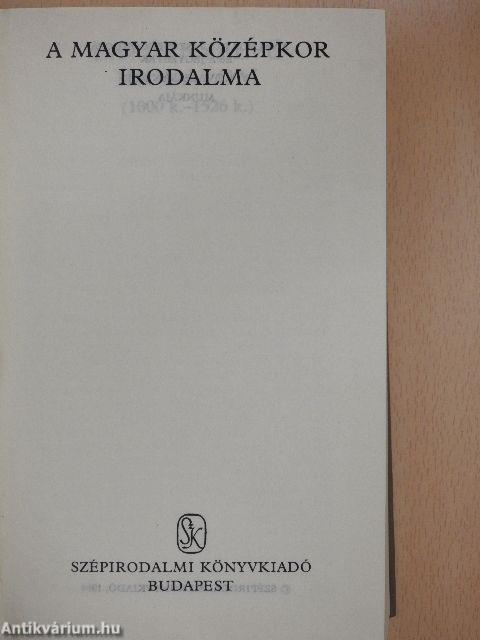 A MAGYAR KÖZÉPKOR
IRODALMA
SZK
SZÉPIRODALMI KÖNYVKIADÓ
BUDAPEST
Antikvárium.hu